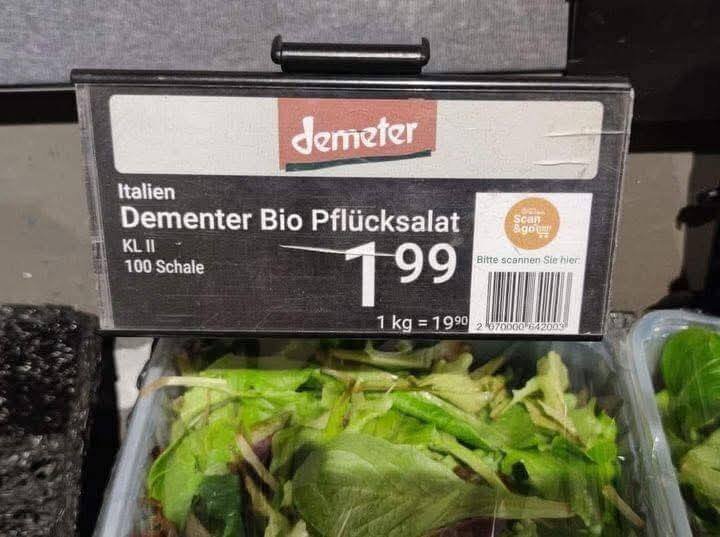 demeter
Italien
Dementer Bio Pflücksalat
KL II
100 Schale
1 99
1 kg = 19 90
Scan
&go
Bitte scannen Sie hier:
2 070000 642003